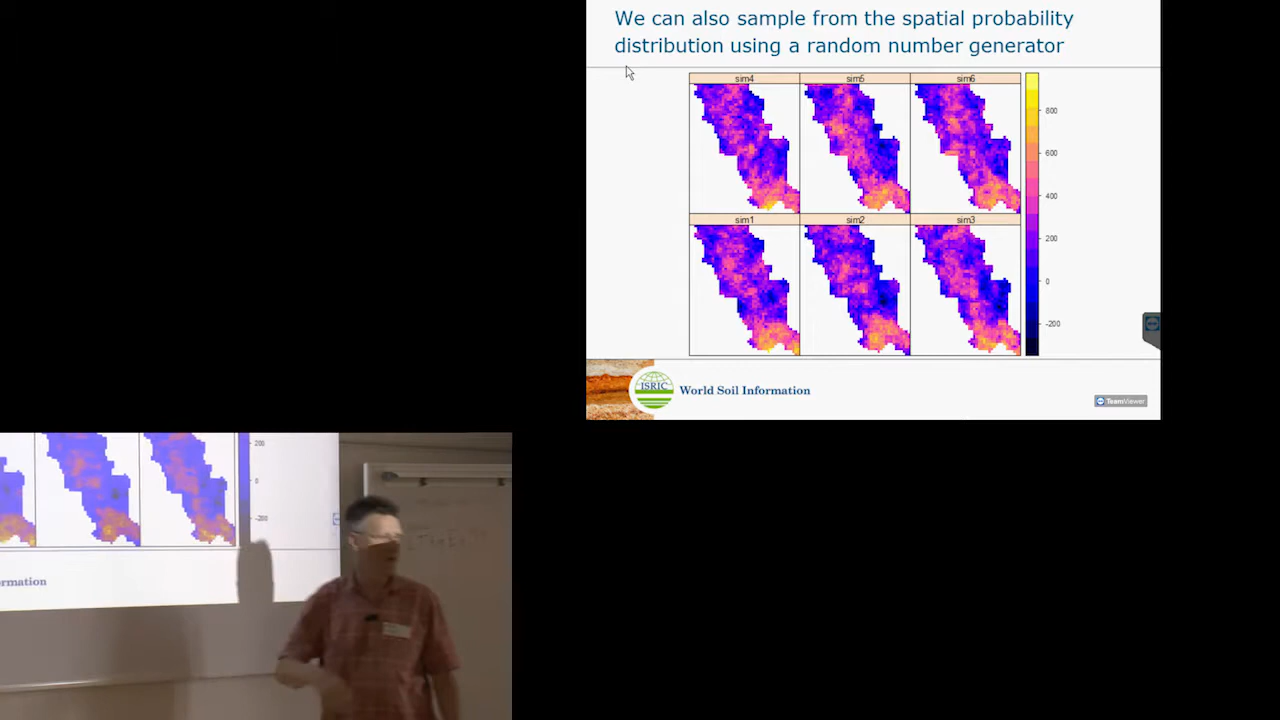 We can also sample from the spatial probability
distribution using a random number generator
sim4
sim5
sim6
800
600
400
200
0
-200
sim1
sim2
sim3
ISRIC
World Soil Information
TeamViewer
200
0
-200
rmation